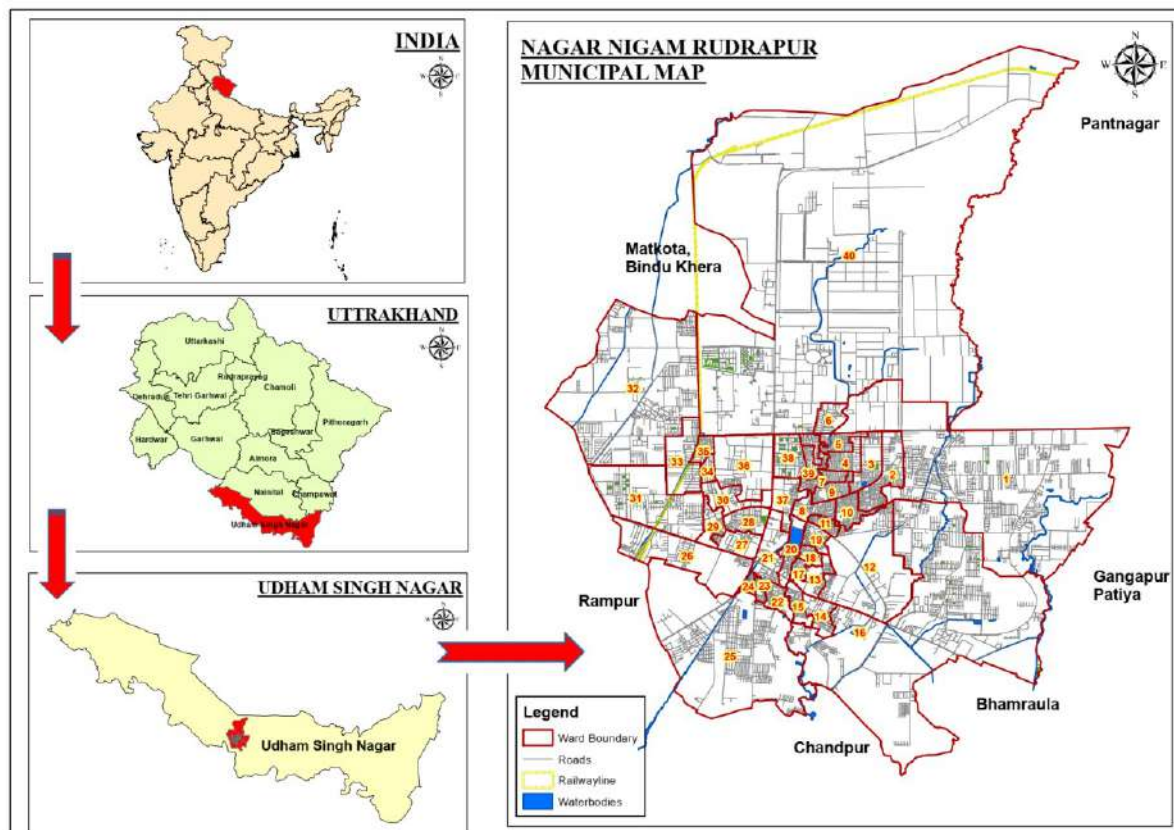 INDIA
N
W E
S
UTTRAKHAND
N
W E
S
Uttarkashi
Rudraprayag
Chamoli
Dehradun
Tehri Garhwal
Pithoragarh
Hardwar
Garhwal
Bageshwar
Almora
Nainital
Champawat
Udham Singh Nagar
UDHAM SINGH NAGAR
N
W E
S
Udham Singh Nagar
NAGAR NIGAM RUDRAPUR
MUNICIPAL MAP
N
W E
S
Pantnagar
Matkota,
Bindu Khera
40
32
6
35
33
34
36
38
5
39
4
3
2
7
9
1
31
30
37
8
10
29
28
11
27
19
26
21
20
18
12
17
13
24
23
22
15
14
16
25
Gangapur
Patiya
Rampur
Bhamraula
Chandpur
Legend
Ward Boundary
Roads
Railwayline
Waterbodies